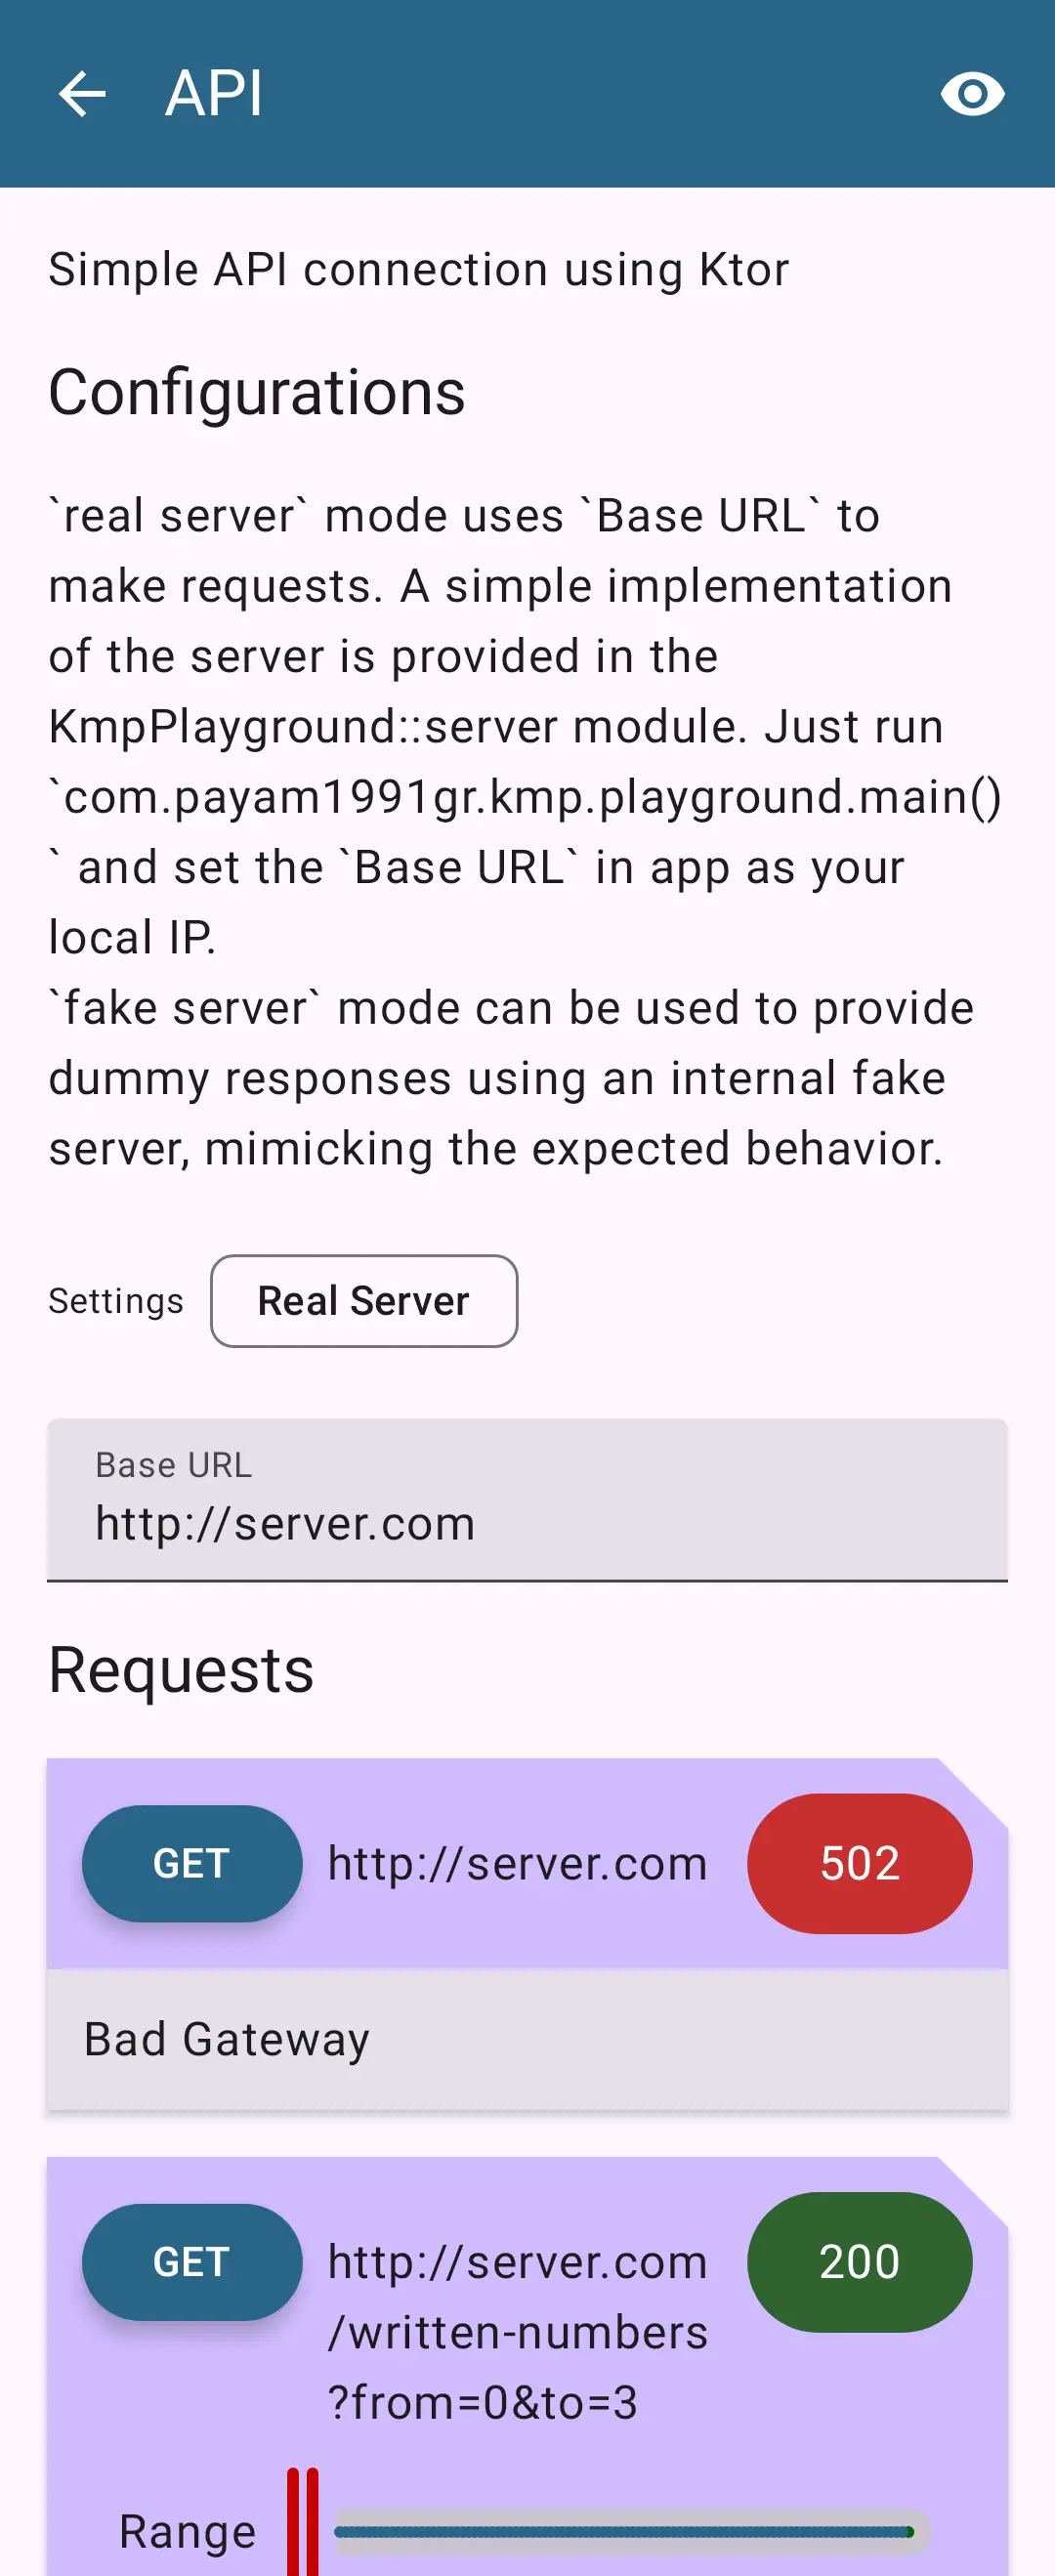 API
Simple API connection using Ktor
Configurations
`real server` mode uses `Base URL` to
make requests. A simple implementation
of the server is provided in the
KmpPlayground::server module. Just run
`com.payam1991gr.kmp.playground.main()
` and set the `Base URL` in app as your
local IP.
`fake server` mode can be used to provide
dummy responses using an internal fake
server, mimicking the expected behavior.
Settings Real Server
Base URL
http://server.com
Requests
GET http://server.com 502
Bad Gateway
GET http://server.com 200
/written-numbers
?from=0&to=3
Range